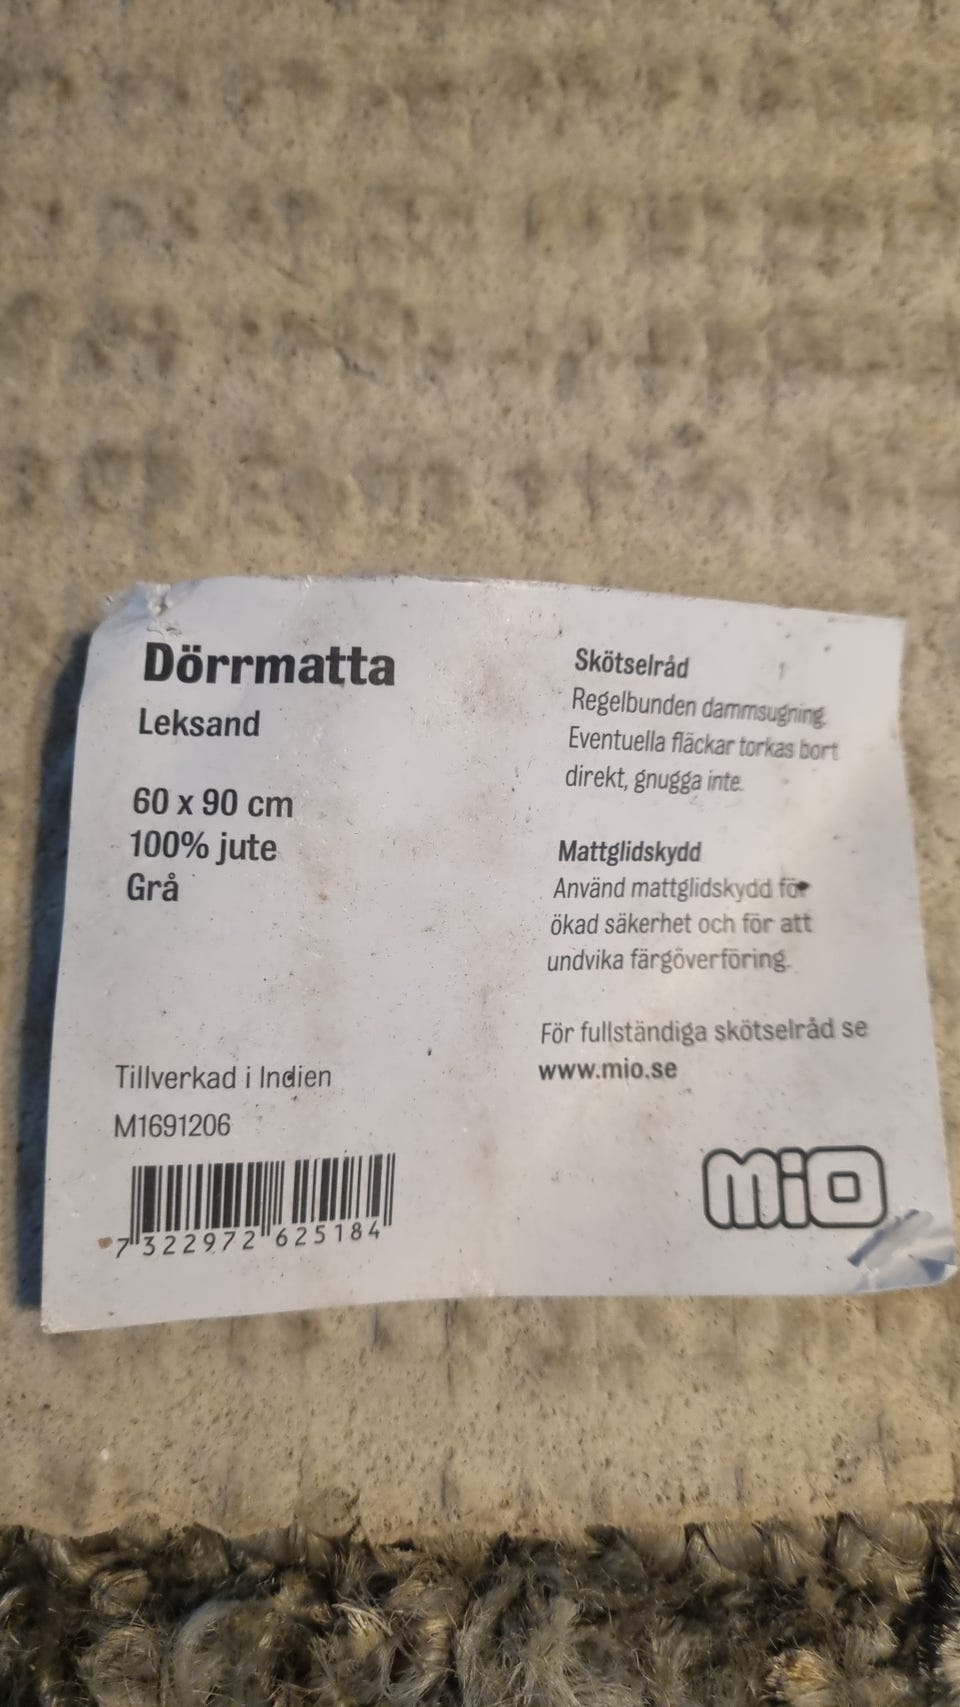 Dörrmatta
Leksand
60 x 90 cm
100% jute
Grå
Tillverkad i Indien
M1691206
7 322972 625184
Skötselråd
Regelbunden dammsugning.
Eventuella fläckar torkas bort
direkt, gnugga inte.
Mattglidskydd
Använd mattglidskydd för
ökad säkerhet och för att
undvika färgöverföring.
För fullständiga skötselråd se
www.mio.se
mio